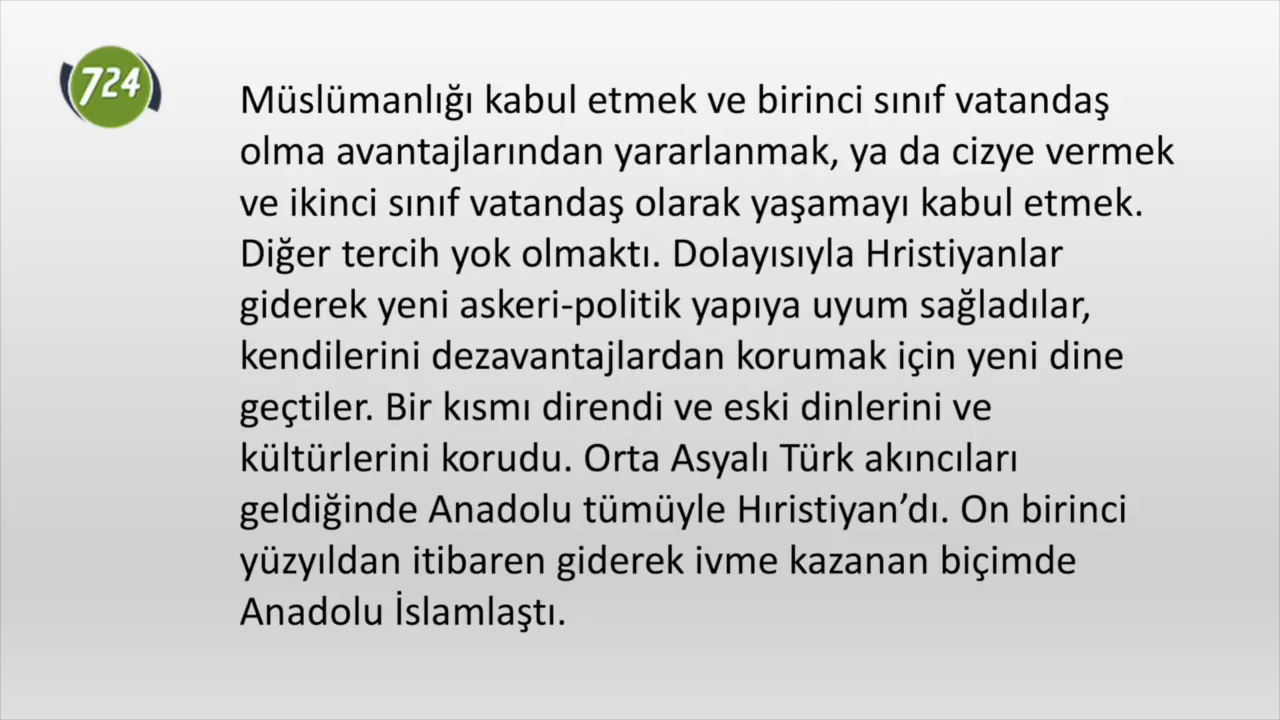 724
Müslümanlığı kabul etmek ve birinci sınıf vatandaş
olma avantajlarından yararlanmak, ya da cizye vermek
ve ikinci sınıf vatandaş olarak yaşamayı kabul etmek.
Diğer tercih yok olmaktı. Dolayısıyla Hristiyanlar
giderek yeni askeri-politik yapıya uyum sağladılar,
kendilerini dezavantajlardan korumak için yeni dine
geçtiler. Bir kısmı direndi ve eski dinlerini ve
kültürlerini korudu. Orta Asyalı Türk akıncıları
geldiğinde Anadolu tümüyle Hıristiyan’dı. On birinci
yüzyıldan itibaren giderek ivme kazanan biçimde
Anadolu İslamlaştı.